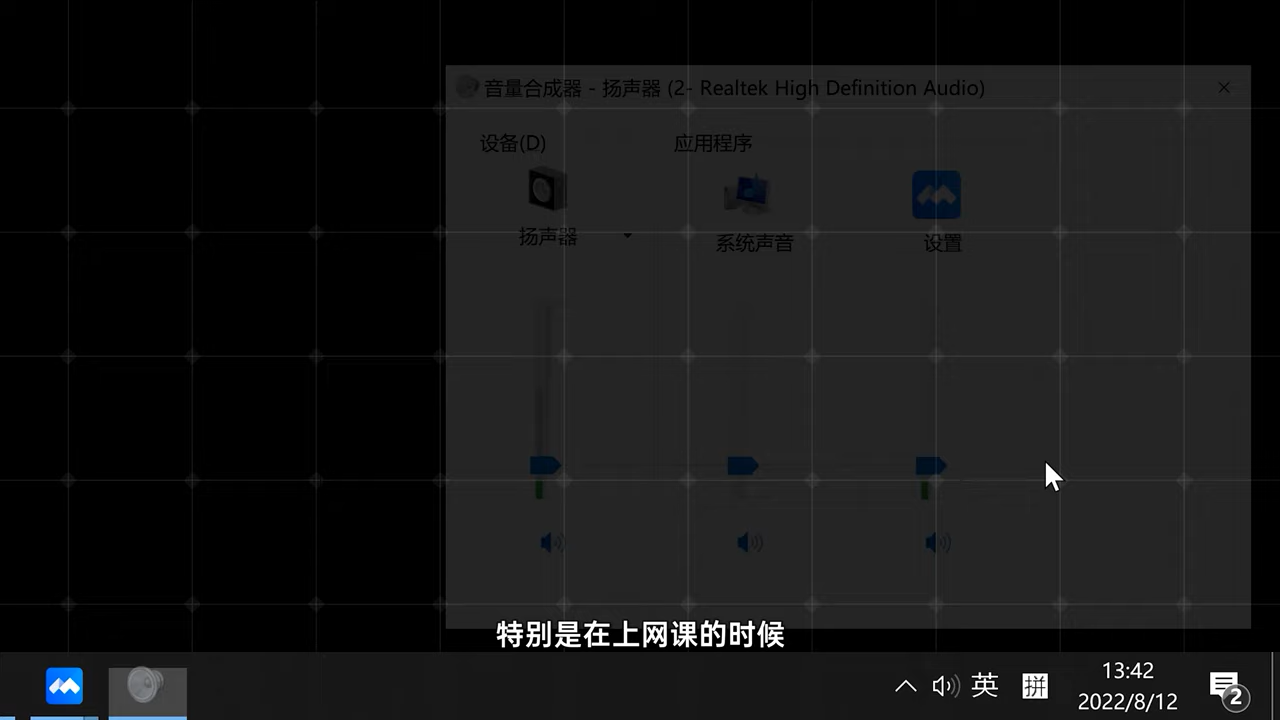 音量合成器 - 扬声器 (2- Realtek High Definition Audio)
设备(D)
应用程序
扬声器
系统声音
设置
特别是在上网课的时候
英
拼
13:42
2022/8/12
2